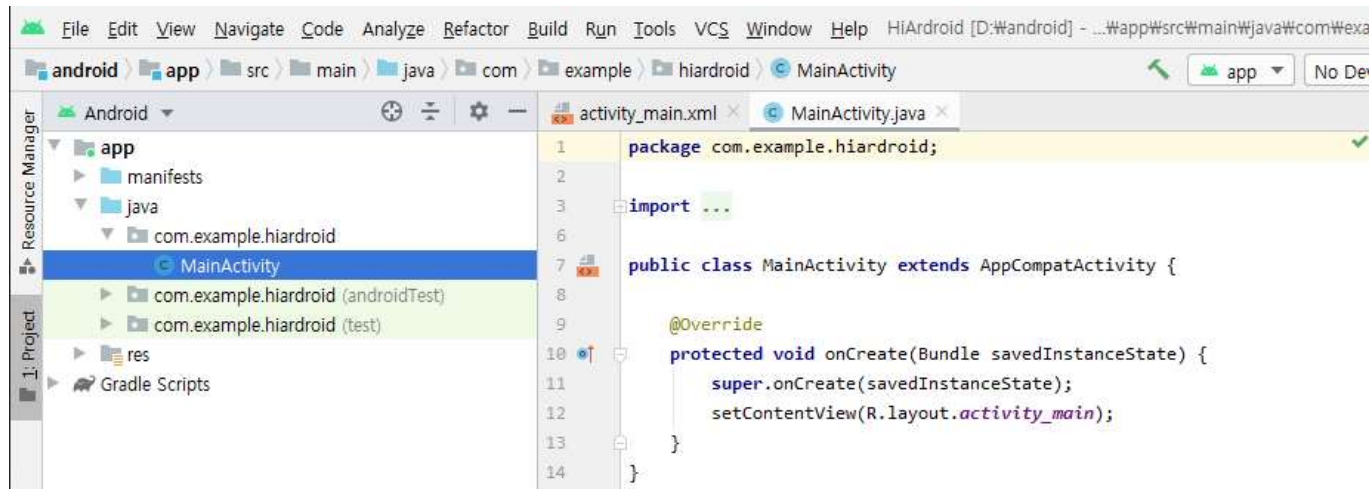 File Edit View Navigate Code Analyze Refactor Build Run Tools VCS Window Help HiArdroid [D:₩android] - ...₩app₩src₩main₩java₩com₩exa
android app src main java com example hiardroid MainActivity app No Dev
Resource Manager
1: Project
Android
app
manifests
java
com.example.hiardroid
MainActivity
com.example.hiardroid (androidTest)
com.example.hiardroid (test)
res
Gradle Scripts
activity_main.xml MainActivity.java
1 package com.example.hiardroid;
2
3 import ...
6
7 public class MainActivity extends AppCompatActivity {
8
9 @Override
10 protected void onCreate(Bundle savedInstanceState) {
11 super.onCreate(savedInstanceState);
12 setContentView(R.layout.activity_main);
13 }
14 }